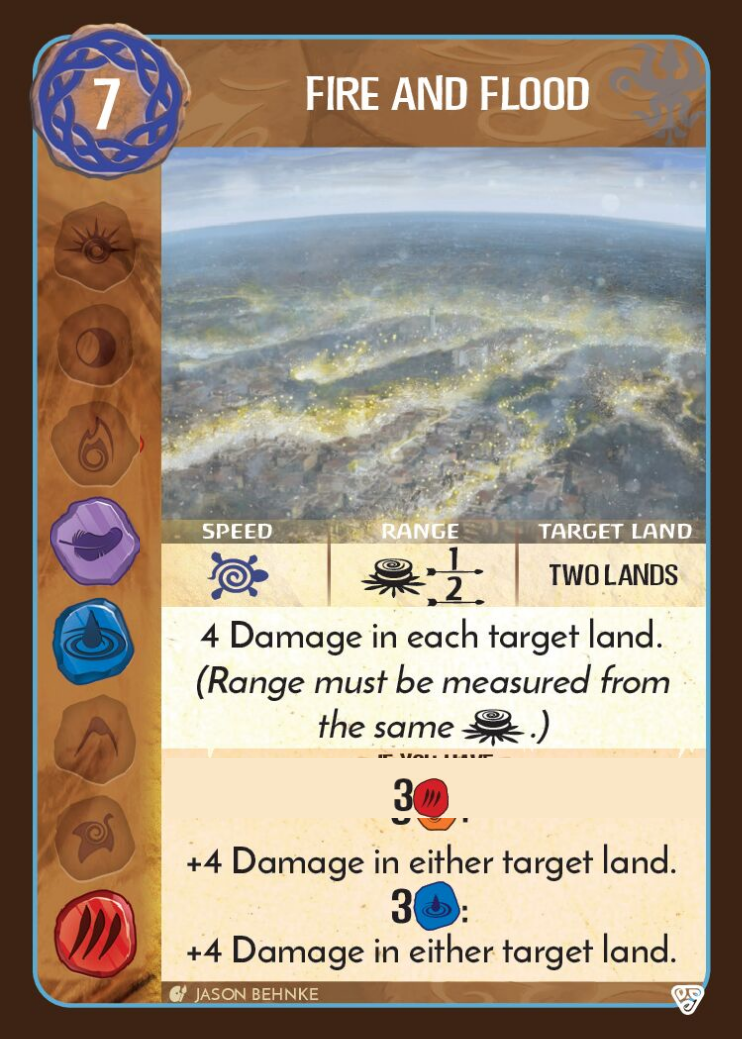 7
FIRE AND FLOOD
SPEED RANGE TARGET LAND
1
2
TWO LANDS
4 Damage in each target land.
(Range must be measured from
the same .)
3
+4 Damage in either target land.
3 :
+4 Damage in either target land.
JASON BEHNKE